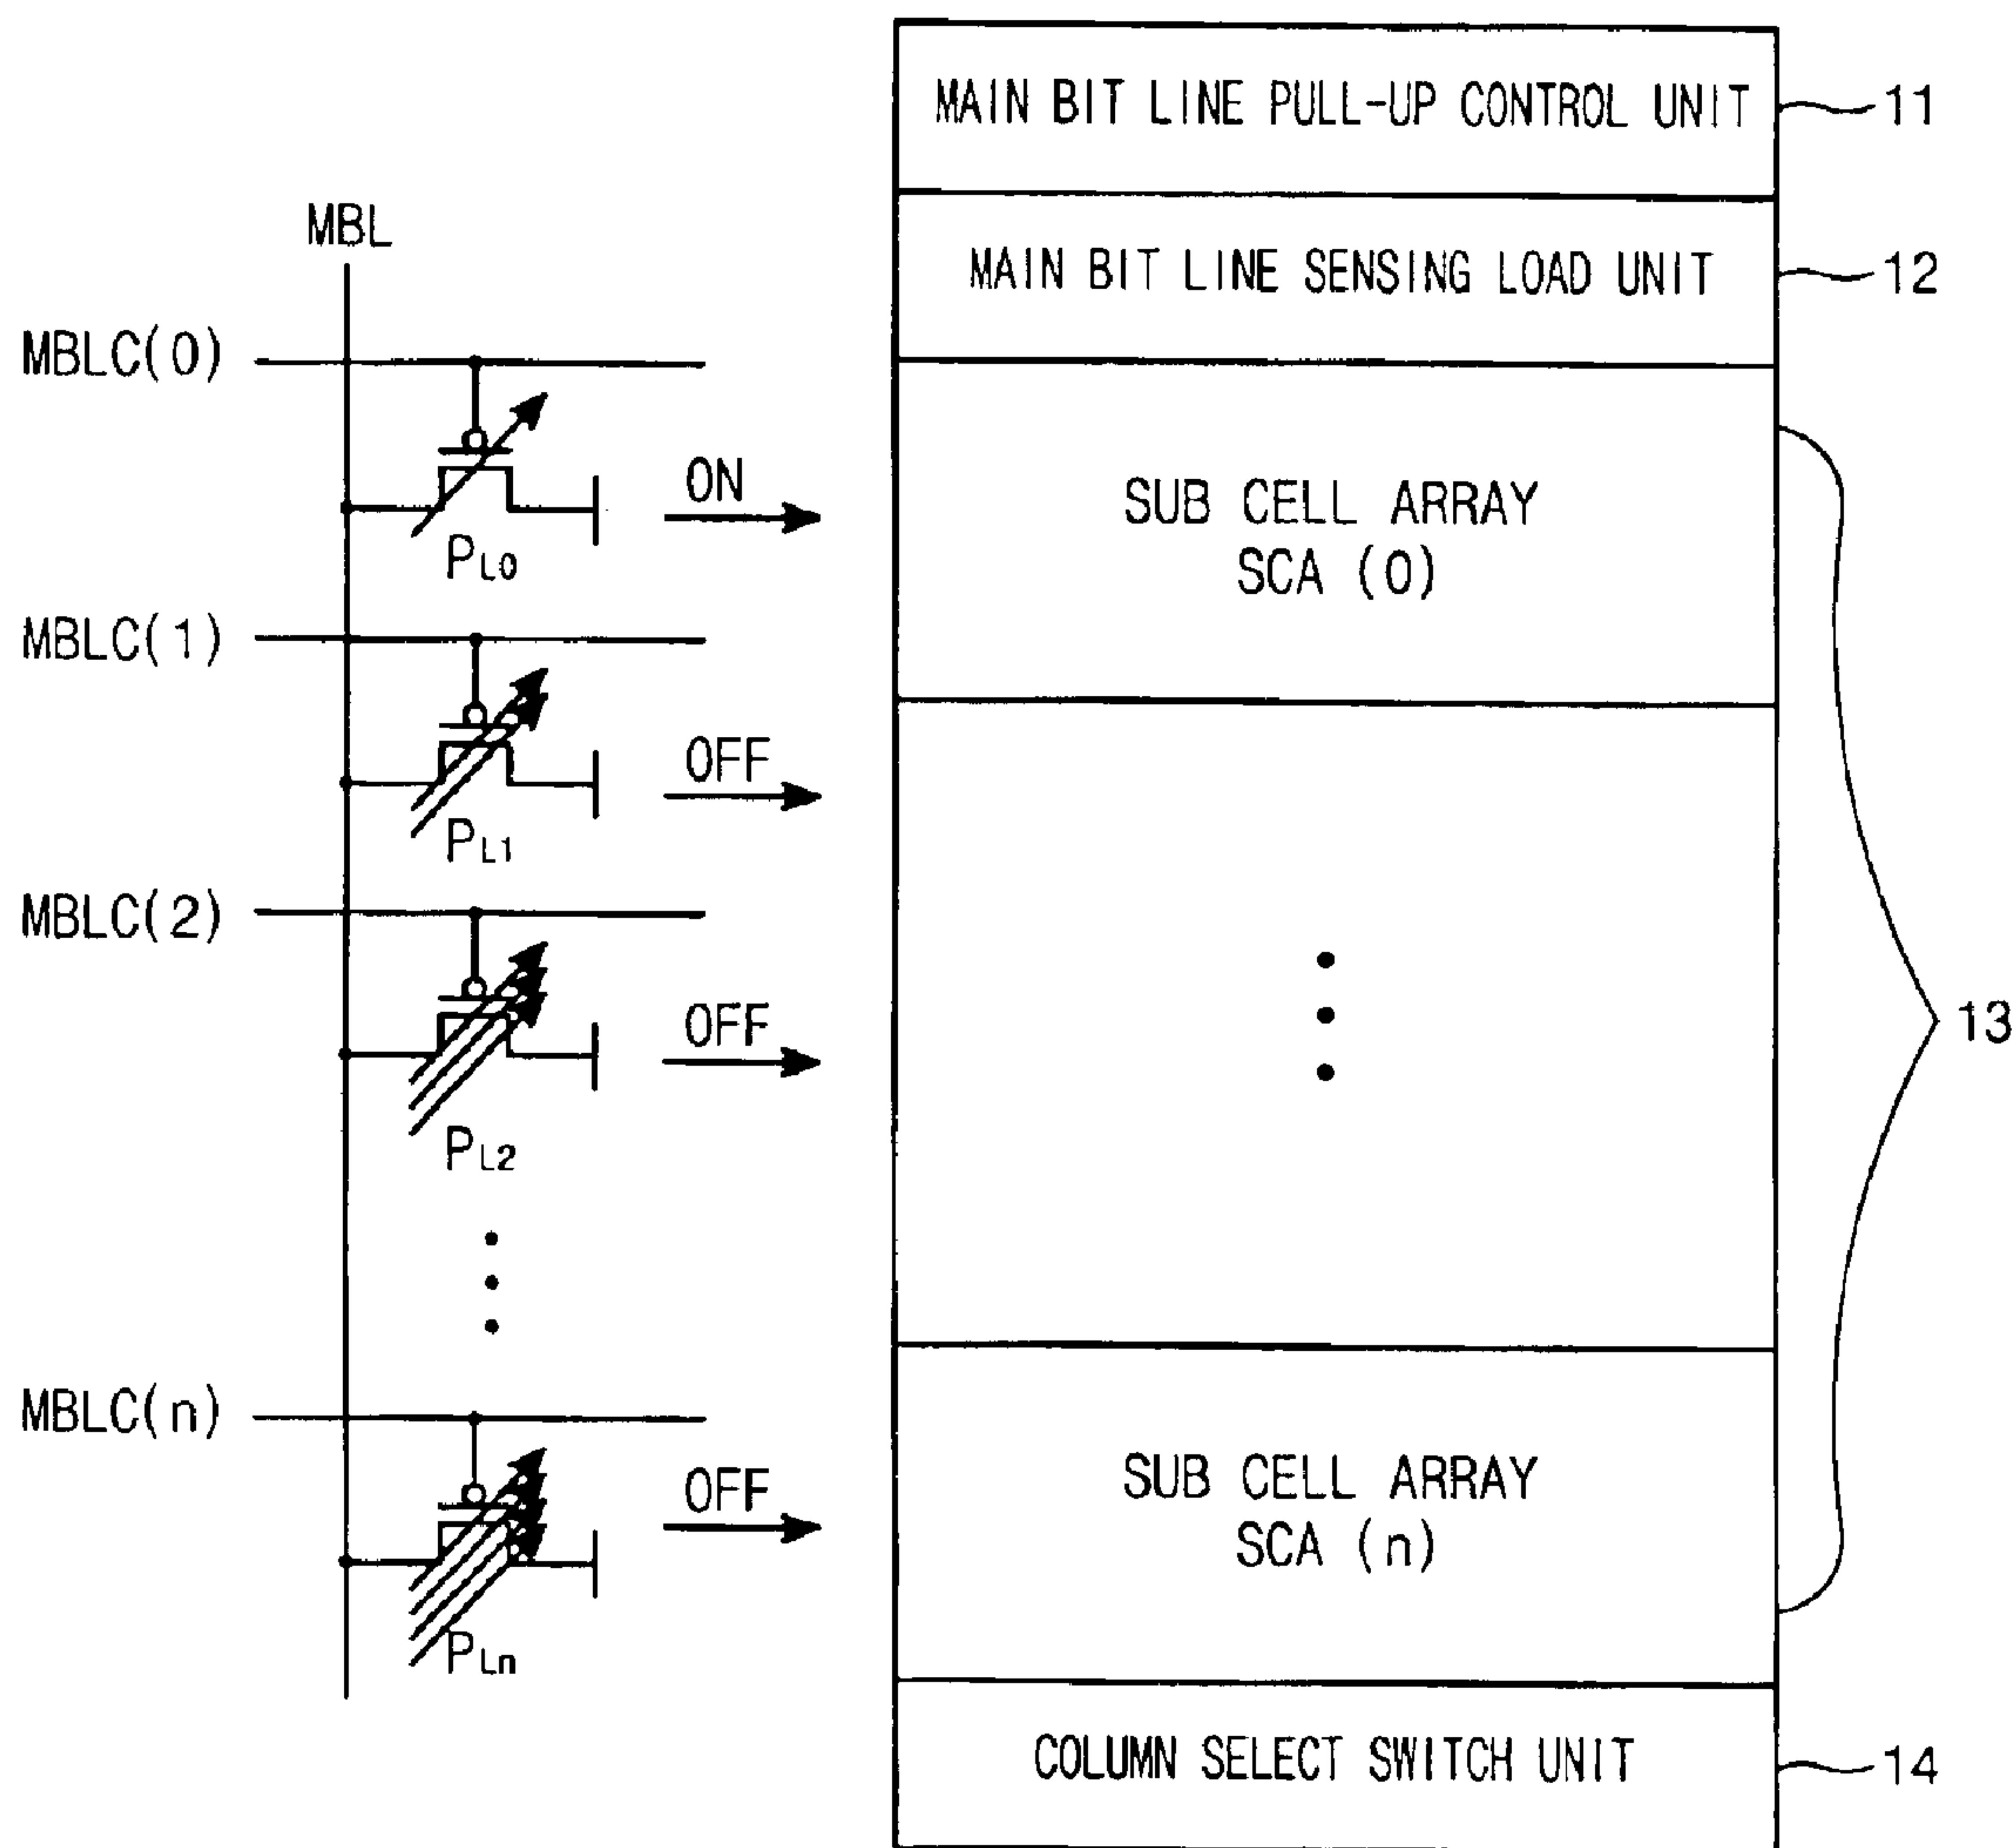 MAIN BIT LINE PULL-UP CONTROL UNIT
11
MBL
MAIN BIT LINE SENSING LOAD UNIT
12
MBLC(0)
ON
PL0
SUB CELL ARRAY
SCA (0)
MBLC(1)
OFF
PL1
MBLC(2)
OFF
PL2
13
MBLC(n)
OFF
PLn
SUB CELL ARRAY
SCA (n)
COLUMN SELECT SWITCH UNIT
14